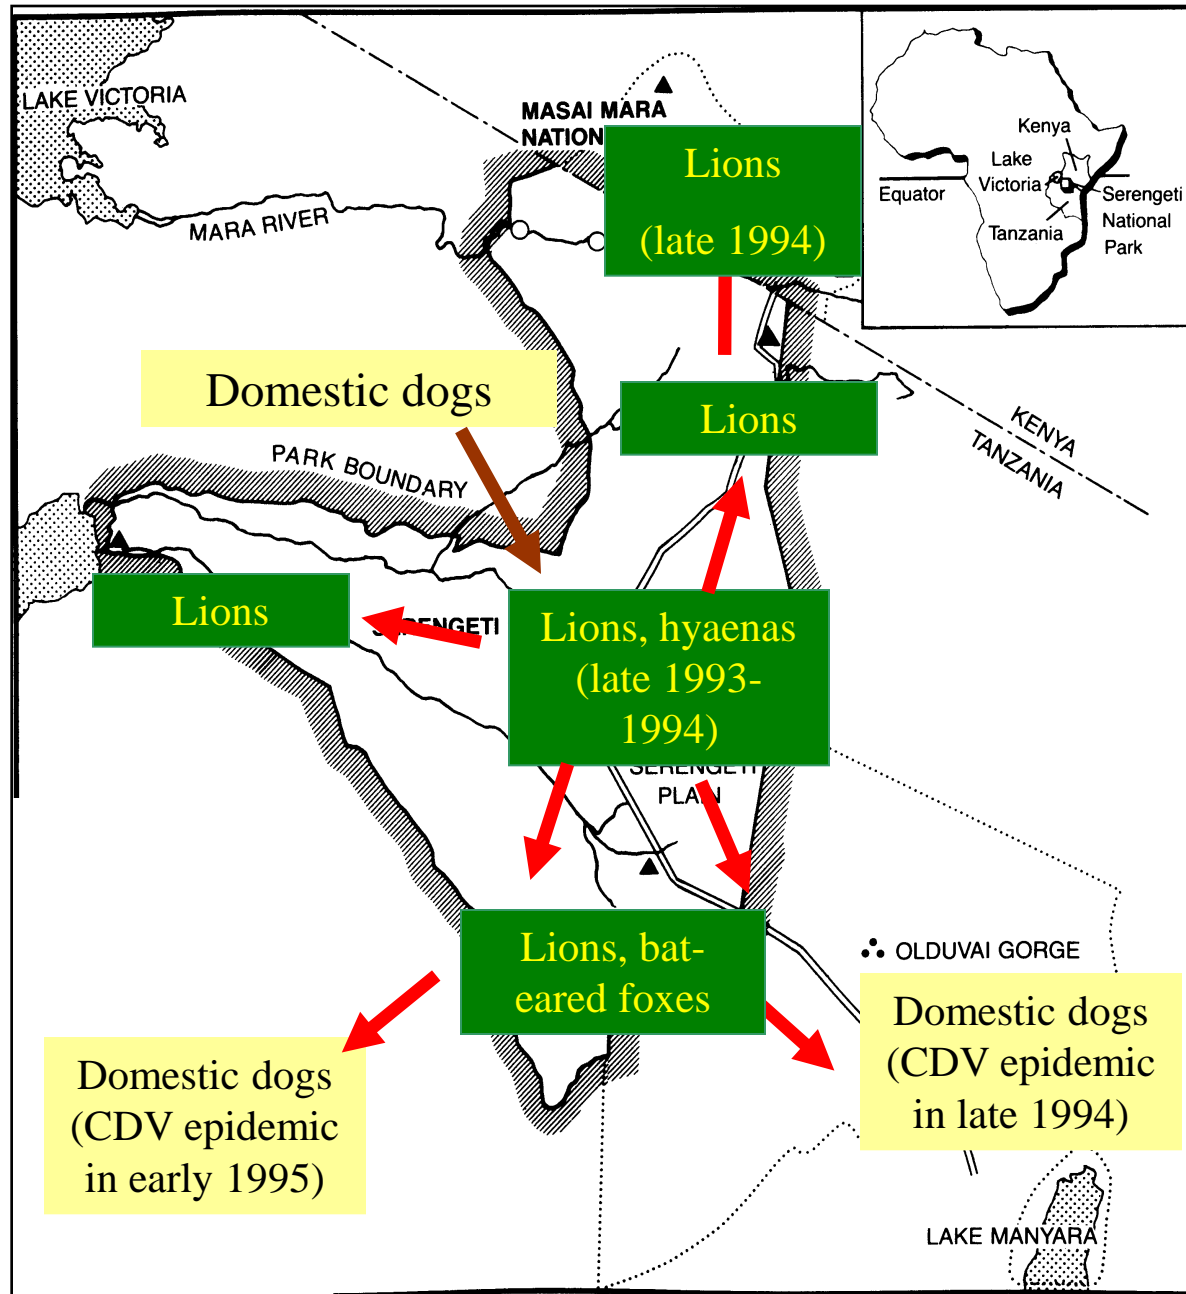 LAKE VICTORIA
MASAI MARA
NATION
Lions
(late 1994)
Kenya
Lake
Victoria
Equator
Serengeti
National
Park
Tanzania
MARA RIVER
Domestic dogs
Lions
KENYA
TANZANIA
PARK BOUNDARY
Lions
SERENGETI
Lions, hyaenas
(late 1993-
1994)
SERENGETI
PLAIN
Lions, bat-
eared foxes
OLDUVAI GORGE
Domestic dogs
(CDV epidemic
in late 1994)
Domestic dogs
(CDV epidemic
in early 1995)
LAKE MANYARA